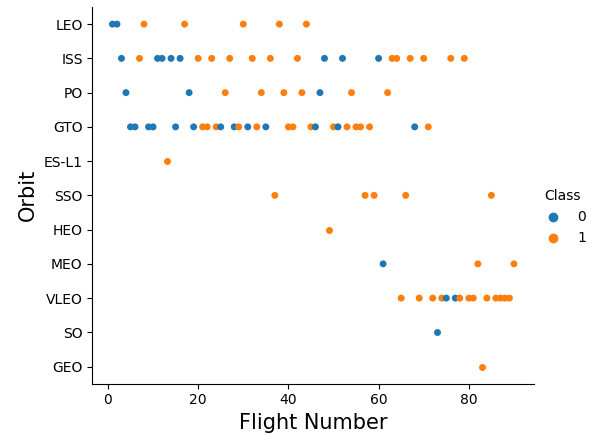 LEO
ISS
PO
GTO
ES-L1
SSO
HEO
MEO
VLEO
SO
GEO
Orbit
0
20
40
60
80
Flight Number
Class
0
1